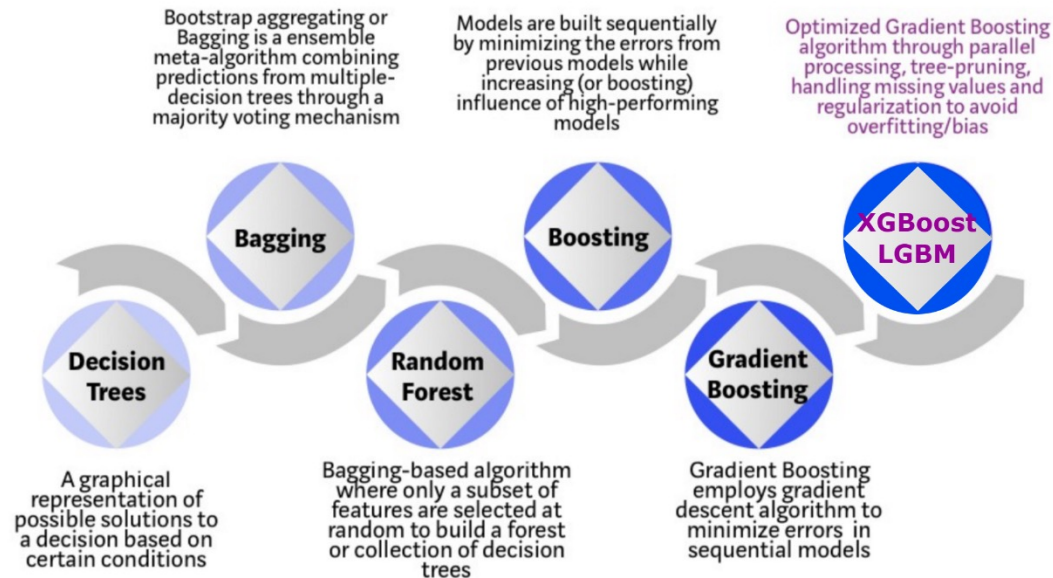 Bootstrap aggregating or
Bagging is a ensemble
meta-algorithm combining
predictions from multiple-
decision trees through a
majority voting mechanism
Models are built sequentially
by minimizing the errors from
previous models while
increasing (or boosting)
influence of high-performing
models
Optimized Gradient Boosting
algorithm through parallel
processing, tree-pruning,
handling missing values and
regularization to avoid
overfitting/bias
Bagging
Boosting
XGBoost
LGBM
Decision
Trees
Random
Forest
Gradient
Boosting
A graphical
representation of
possible solutions to
a decision based on
certain conditions
Bagging-based algorithm
where only a subset of
features are selected at
random to build a forest
or collection of decision
trees
Gradient Boosting
employs gradient
descent algorithm to
minimize errors in
sequential models